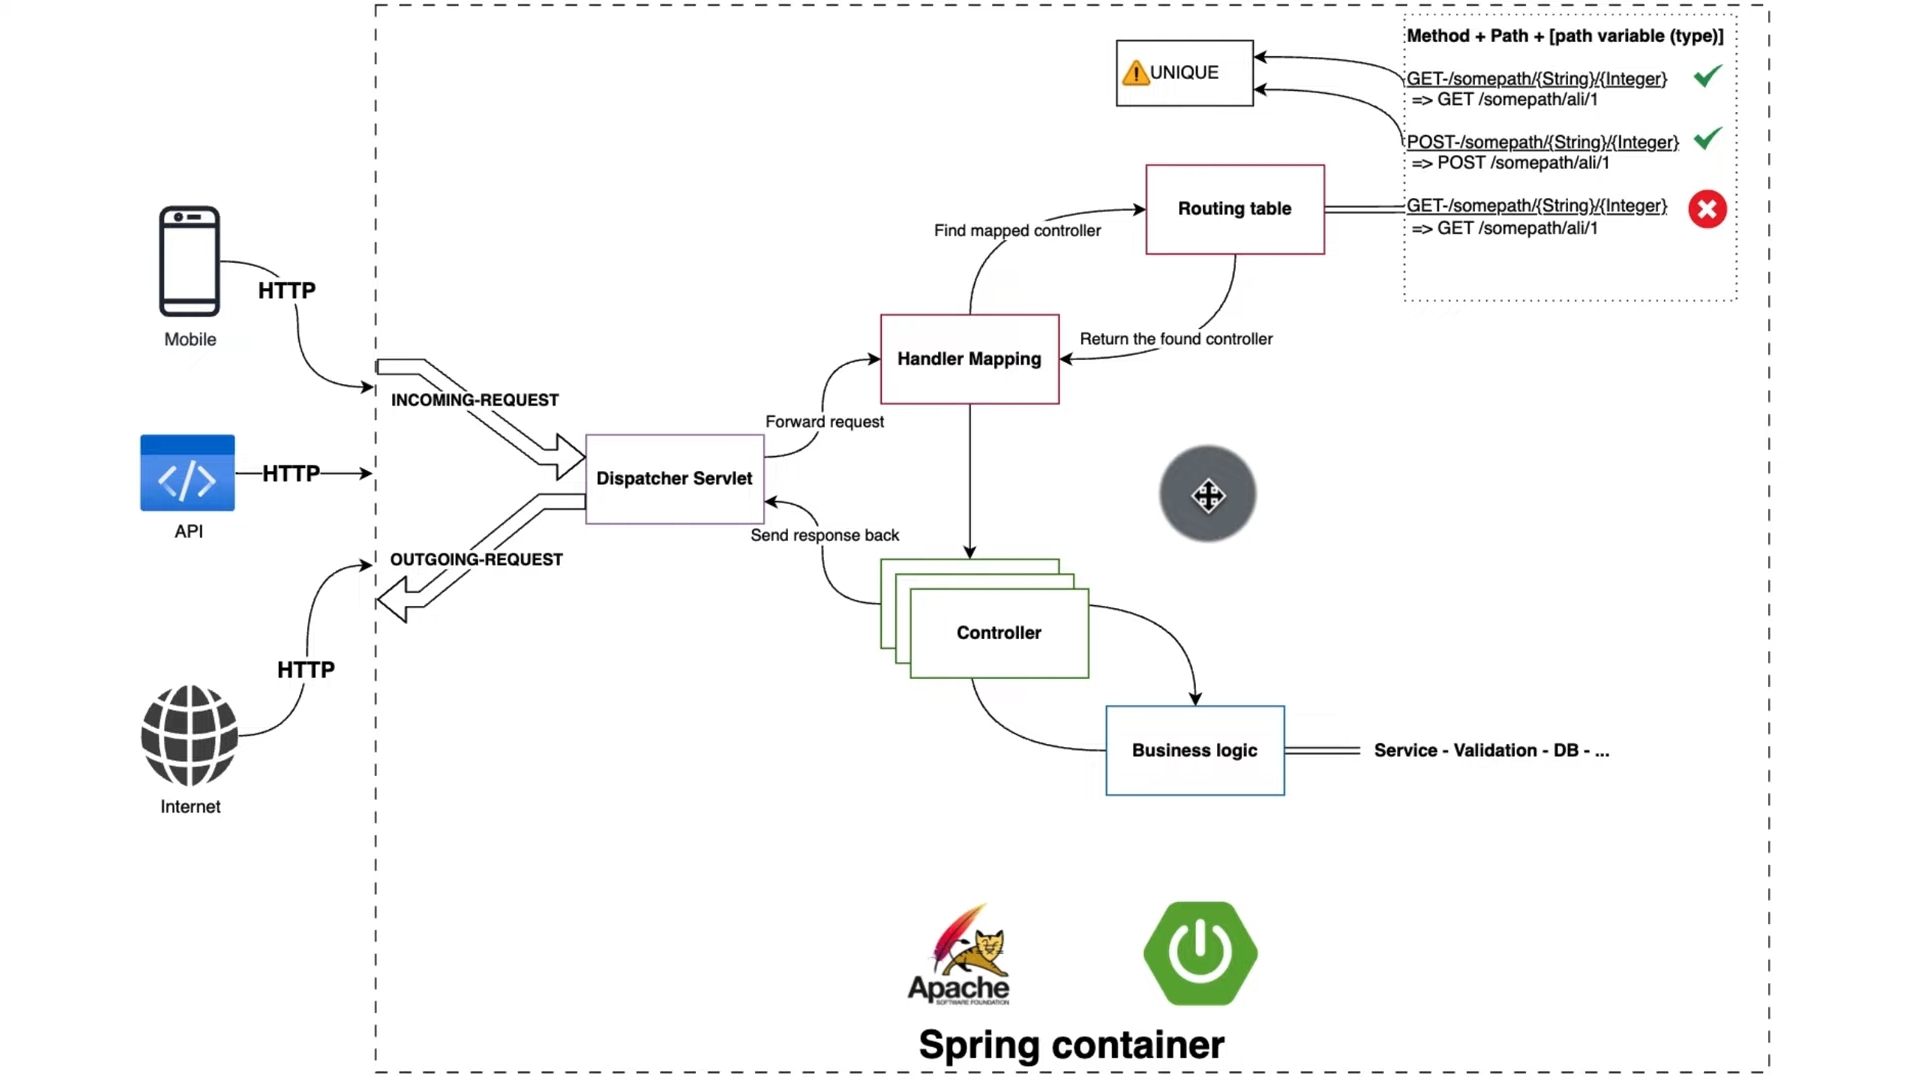 Method + Path + [path variable (type)]
⚠UNIQUE
GET-/somepath/{String}/{Integer}
=> GET /somepath/ali/1
POST-/somepath/{String}/{Integer}
=> POST /somepath/ali/1
GET-/somepath/{String}/{Integer}
=> GET /somepath/ali/1
Routing table
Find mapped controller
Return the found controller
Handler Mapping
HTTP
Mobile
INCOMING-REQUEST
Forward request
Dispatcher Servlet
HTTP
API
Send response back
OUTGOING-REQUEST
Controller
HTTP
Internet
Business logic
Service - Validation - DB - ...
Apache
SOFTWARE FOUNDATION
Spring container